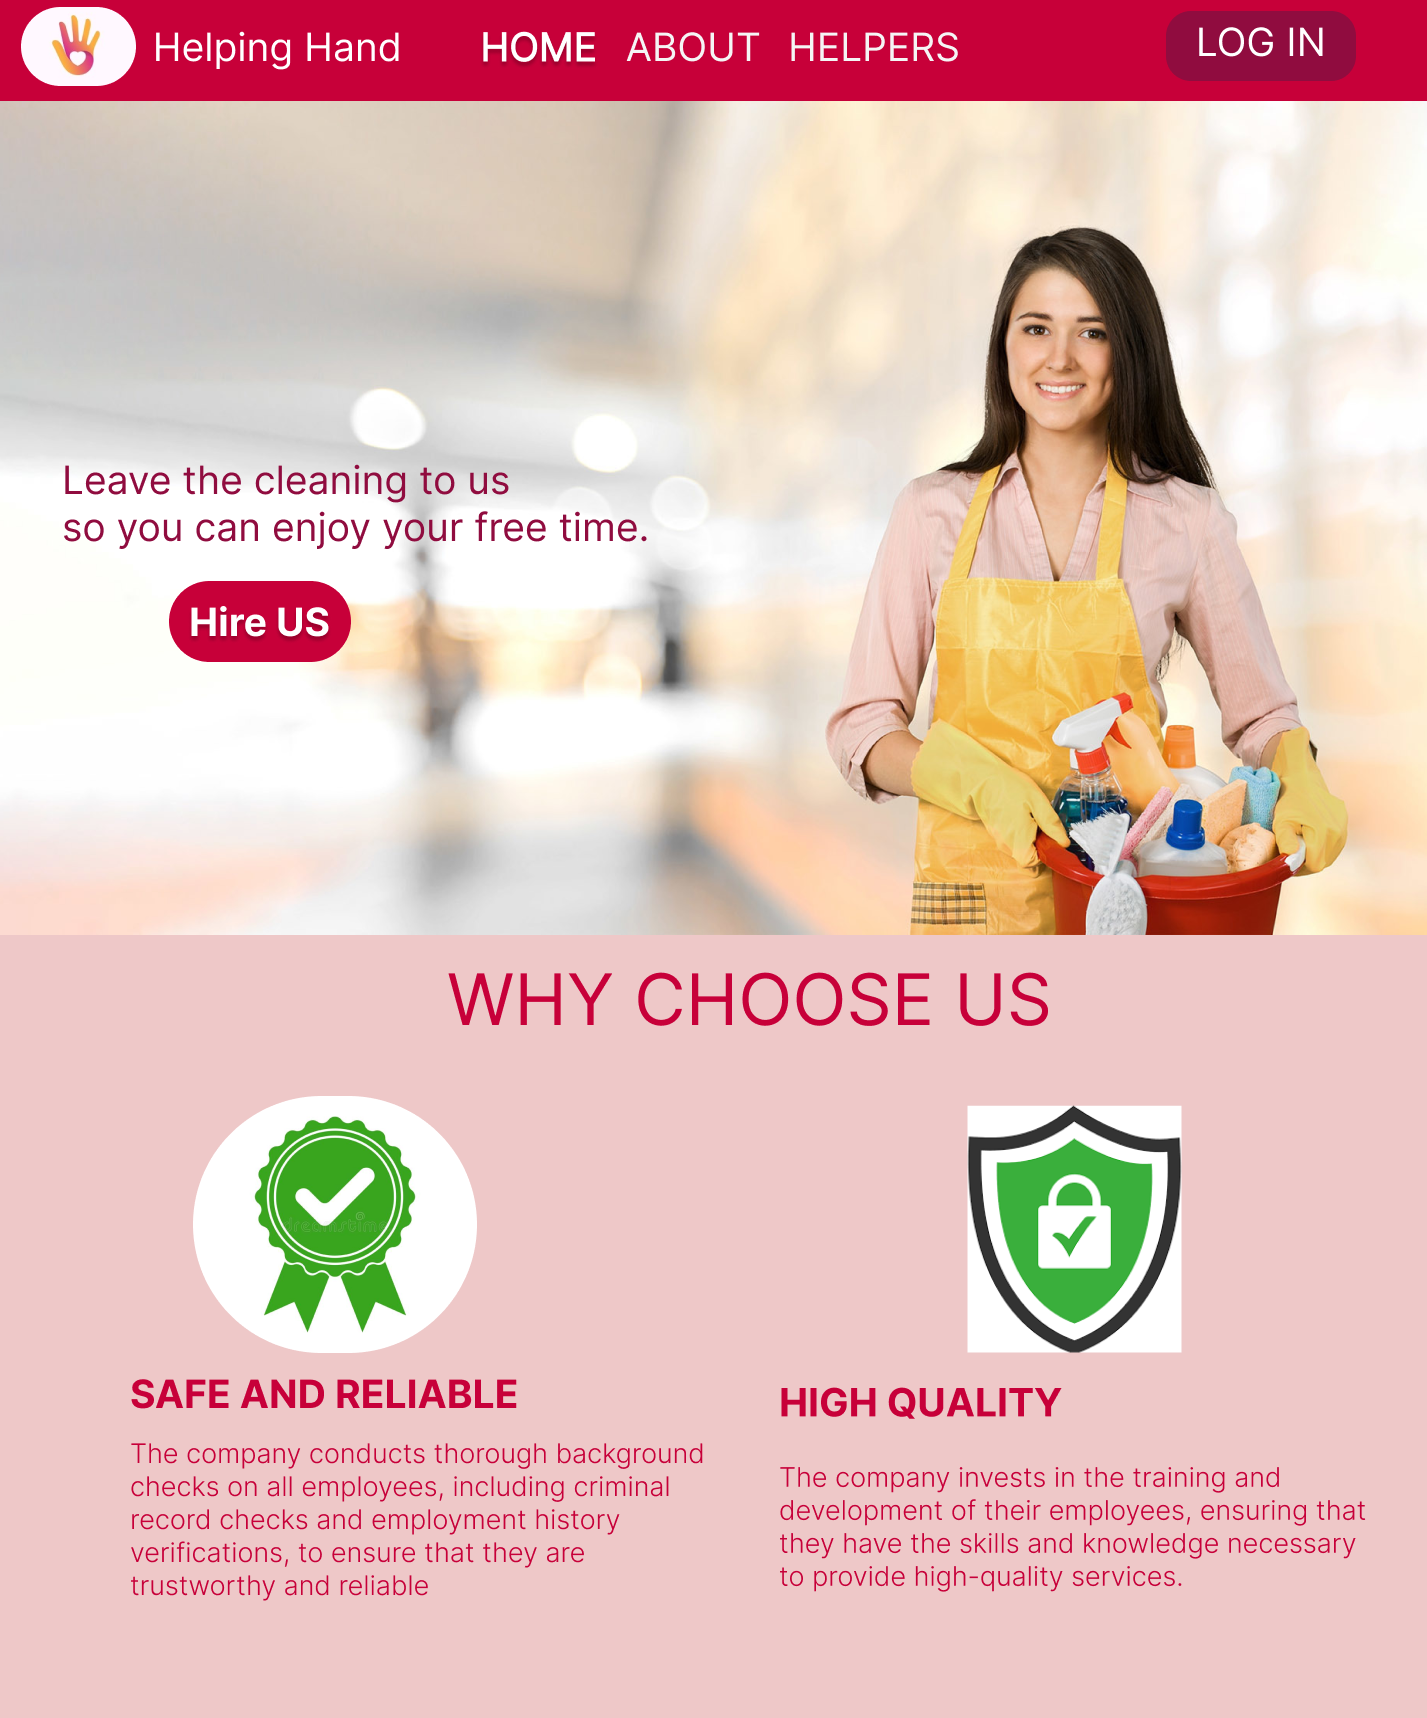 Helping Hand
HOME ABOUT HELPERS
LOG IN
Leave the cleaning to us
so you can enjoy your free time.
Hire US
WHY CHOOSE US
SAFE AND RELIABLE
The company conducts thorough background
checks on all employees, including criminal
record checks and employment history
verifications, to ensure that they are
trustworthy and reliable
HIGH QUALITY
The company invests in the training and
development of their employees, ensuring that
they have the skills and knowledge necessary
to provide high-quality services.